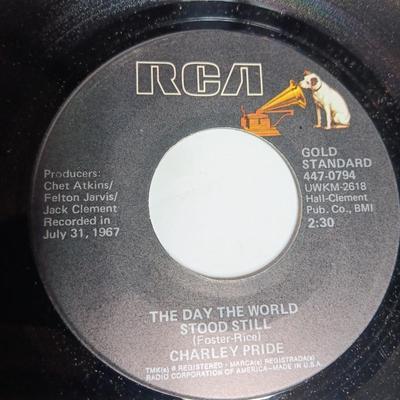 RCA
GOLD
STANDARD
447-0794
UWKM-2618
Hall-Clement
Pub. Co., BMI
2:30
Producers:
Chet Atkins/
Felton Jarvis/
Jack Clement
Recorded in
July 31, 1967
THE DAY THE WORLD
STOOD STILL
(Foster-Rice)
CHARLEY PRIDE
TMK(s) ® REGISTERED • MARCA(s) REGISTRADA(s)
RADIO CORPORATION OF AMERICA—MADE IN U.S.A.